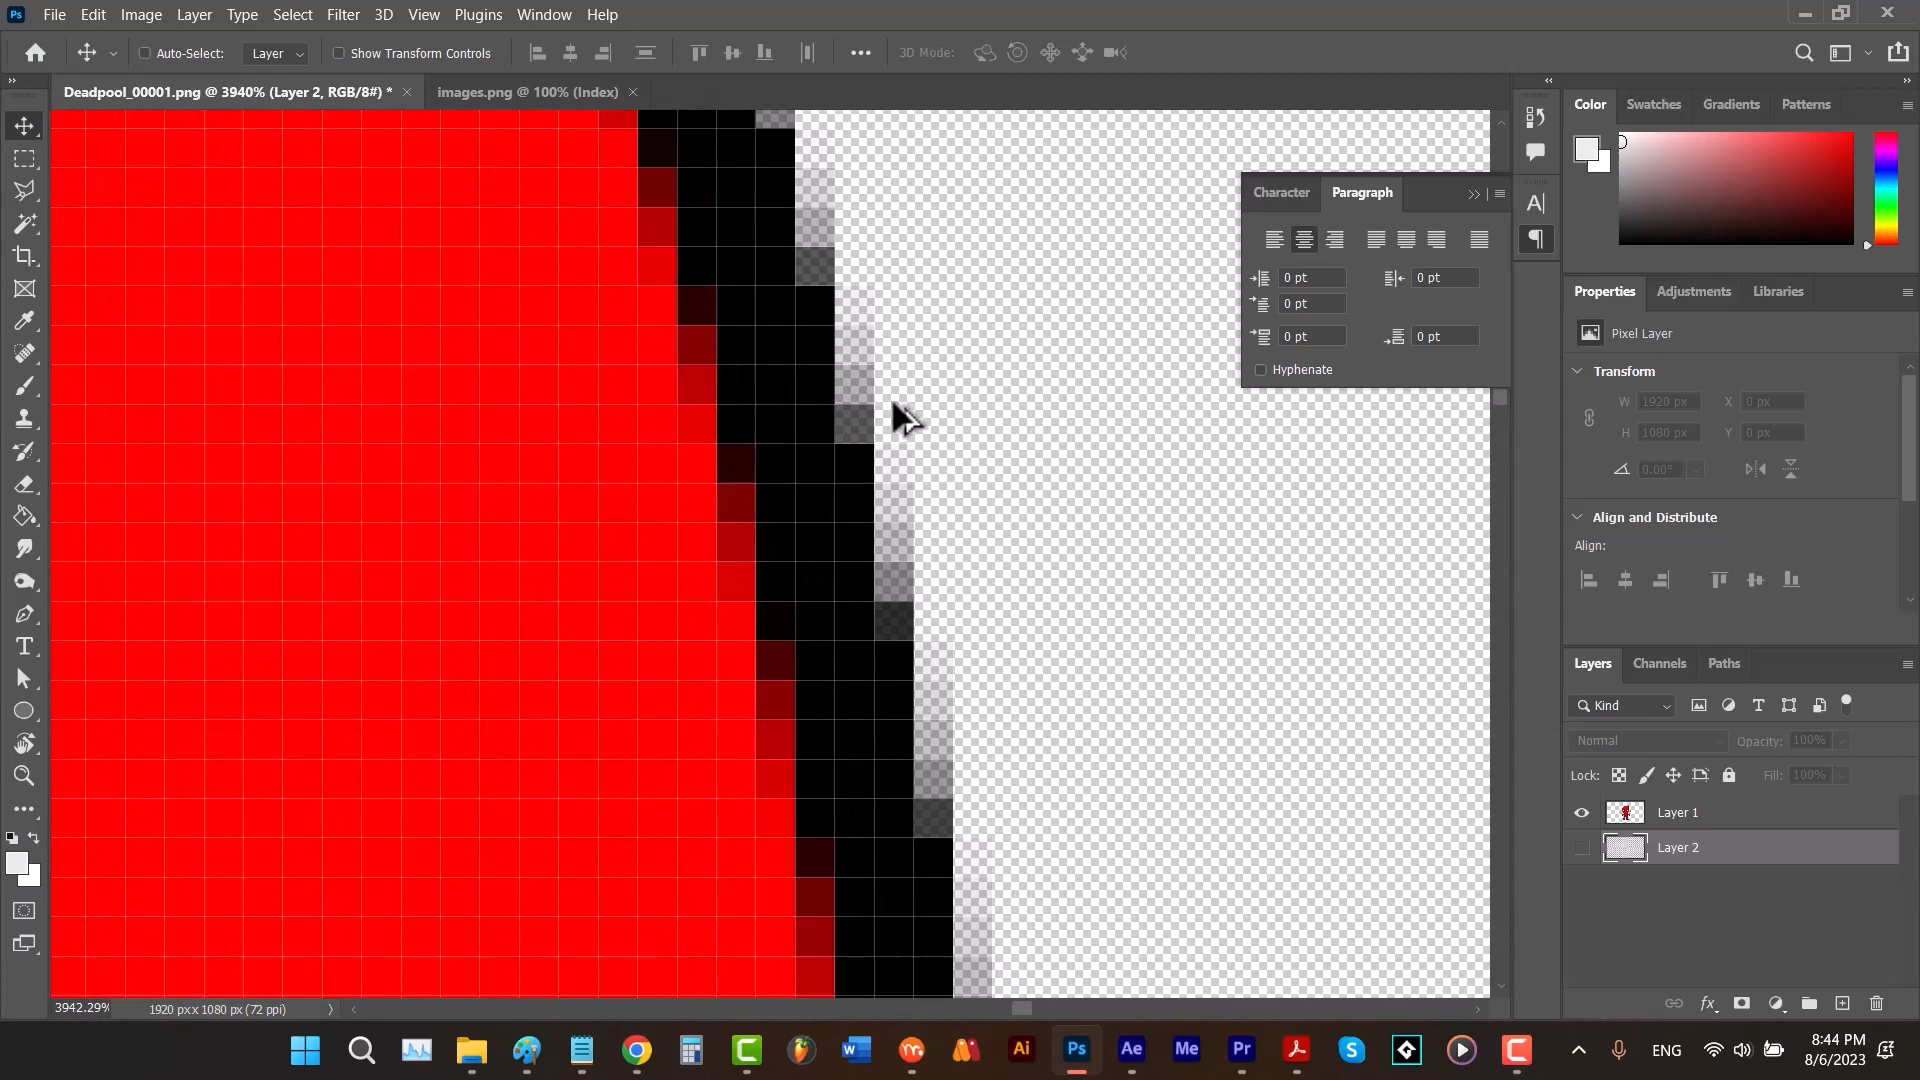 Ps File Edit Image Layer Type Select Filter 3D View Plugins Window Help
Auto-Select: Layer Show Transform Controls 3D Mode:
Deadpool_00001.png @ 3940% (Layer 2, RGB/8#) * images.png @ 100% (Index)
Character Paragraph
0 pt 0 pt
0 pt
0 pt 0 pt
Hyphenate
Color Swatches Gradients Patterns
Properties Adjustments Libraries
Pixel Layer
Transform
W 1920 px X 0 px
H 1080 px Y 0 px
0.00°
Align and Distribute
Align:
Layers Channels Paths
Kind
Normal Opacity: 100%
Lock: Fill: 100%
Layer 1
Layer 2
3942.29% 1920 px x 1080 px (72 ppi)
Ai Ps Ae Me Pr ENG
8:44 PM
8/6/2023